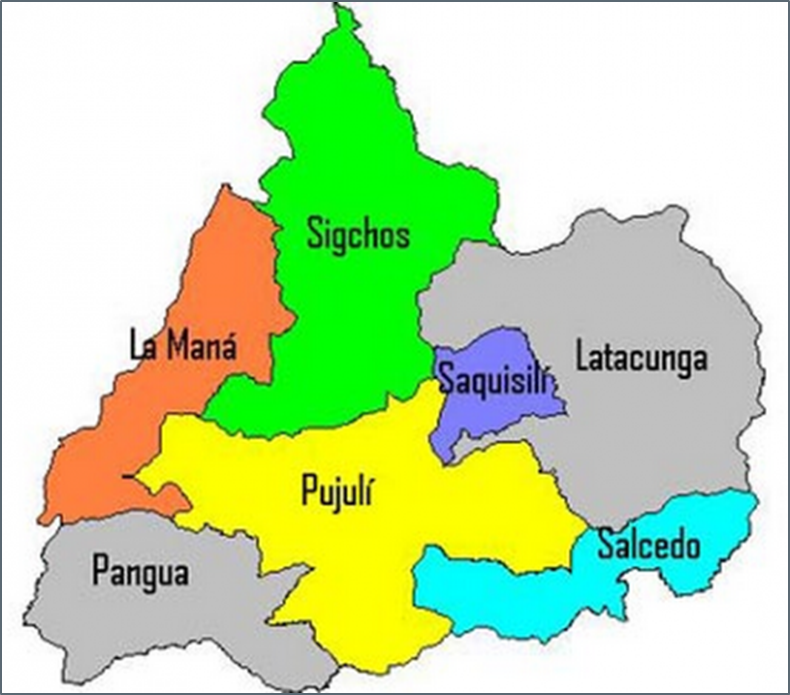 Sigchos
La Maná
Saquisilí
Latacunga
Pujulí
Salcedo
Pangua